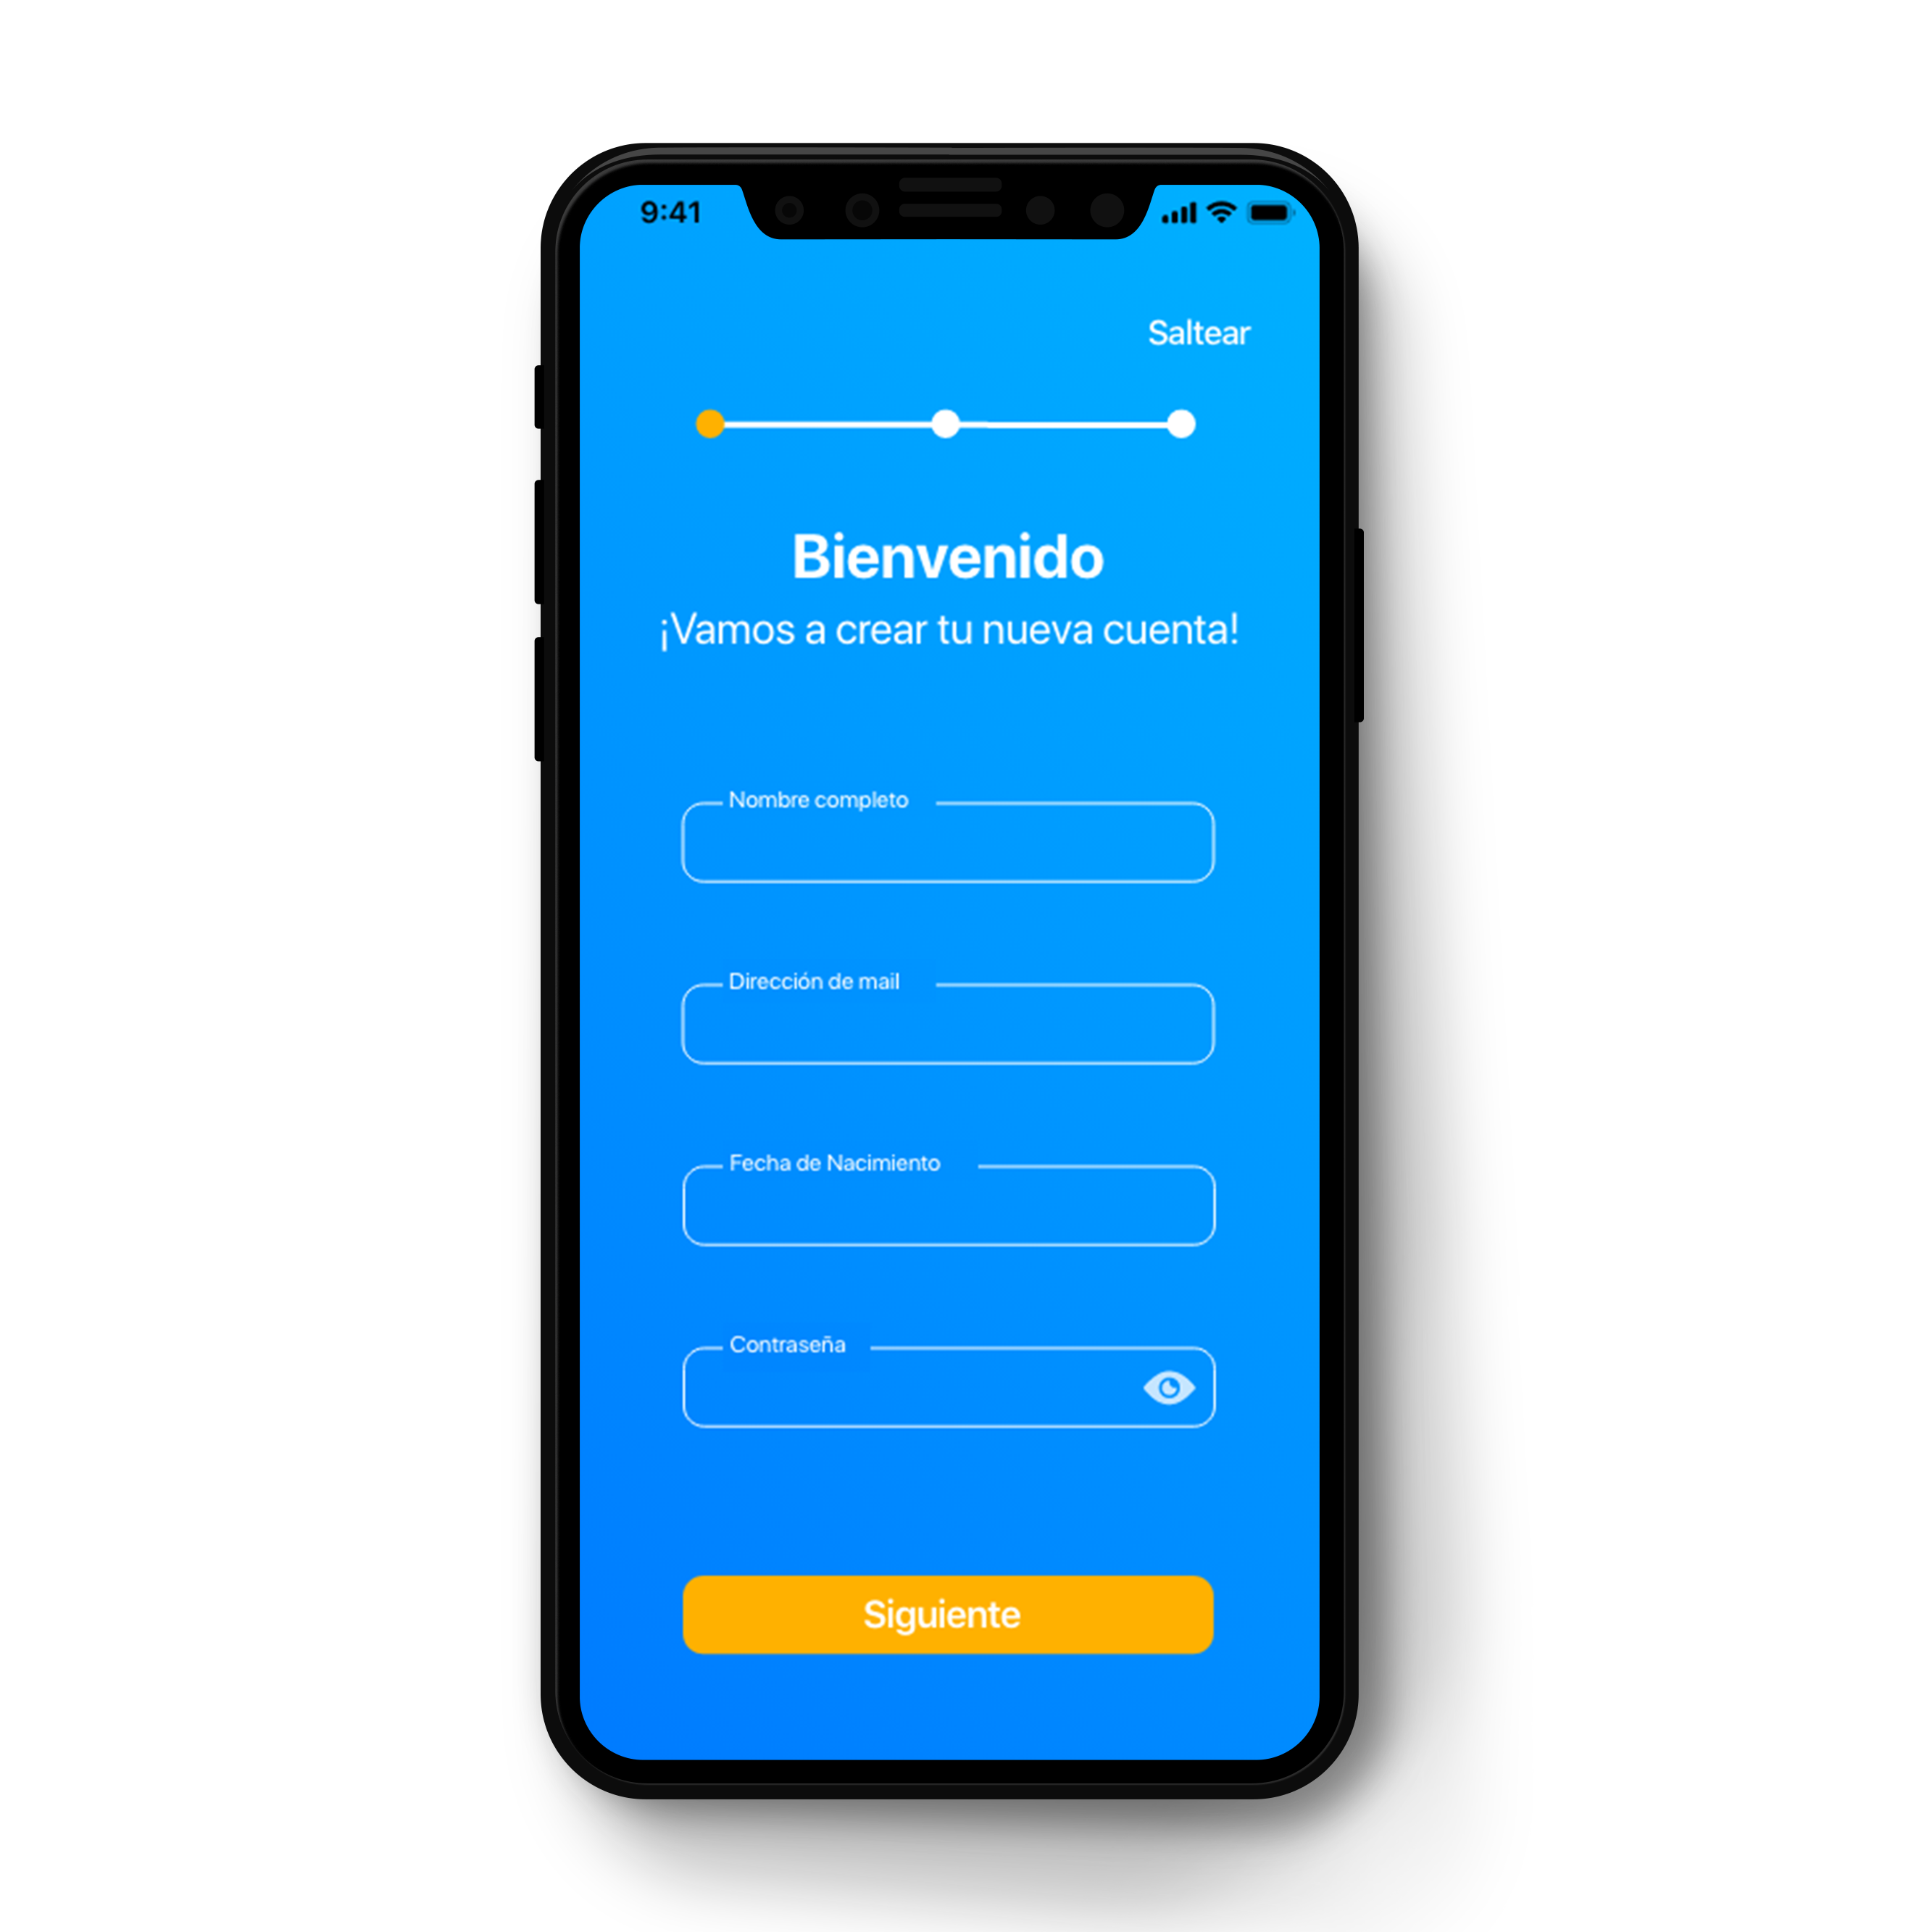 9:41
Saltear
Bienvenido
¡Vamos a crear tu nueva cuenta!
Nombre completo
Dirección de mail
Fecha de Nacimiento
Contraseña
Siguiente